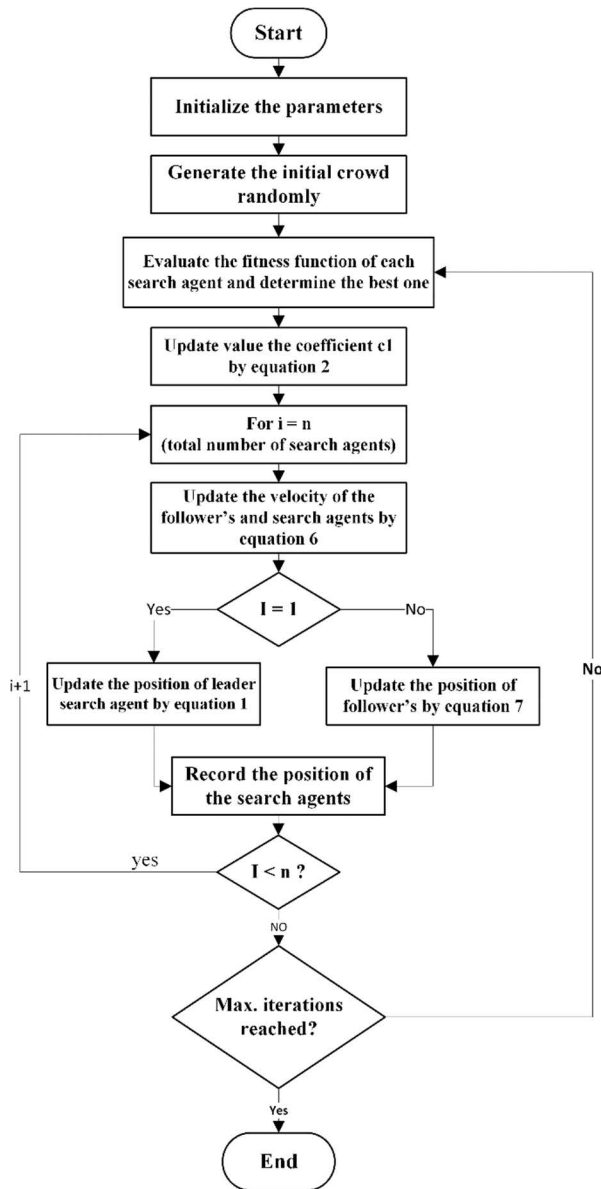 Start
Initialize the parameters
Generate the initial crowd
randomly
Evaluate the fitness function of each
search agent and determine the best one
Update value the coefficient c1
by equation 2
For i = n
(total number of search agents)
Update the velocity of the
follower's and search agents by
equation 6
I = 1
Yes
No
i+1
Update the position of leader
search agent by equation 1
Update the position of
follower's by equation 7
No
Record the position of
the search agents
yes
I < n ?
NO
Max. iterations
reached?
Yes
End